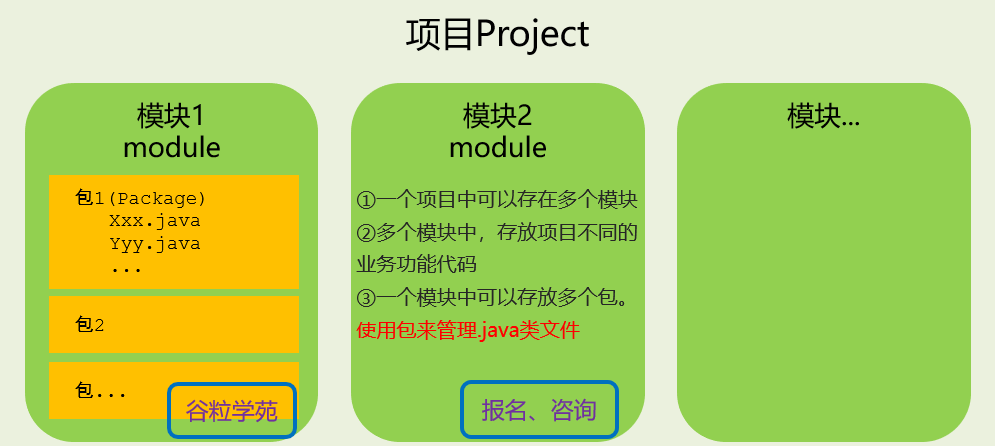 项目Project
模块1
module
包1(Package)
Xxx.java
Yyy.java
...
包2
包...
谷粒学苑
模块2
module
①一个项目中可以存在多个模块
②多个模块中，存放项目不同的
业务功能代码
③一个模块中可以存放多个包。
使用包来管理.java类文件
报名、咨询
模块...